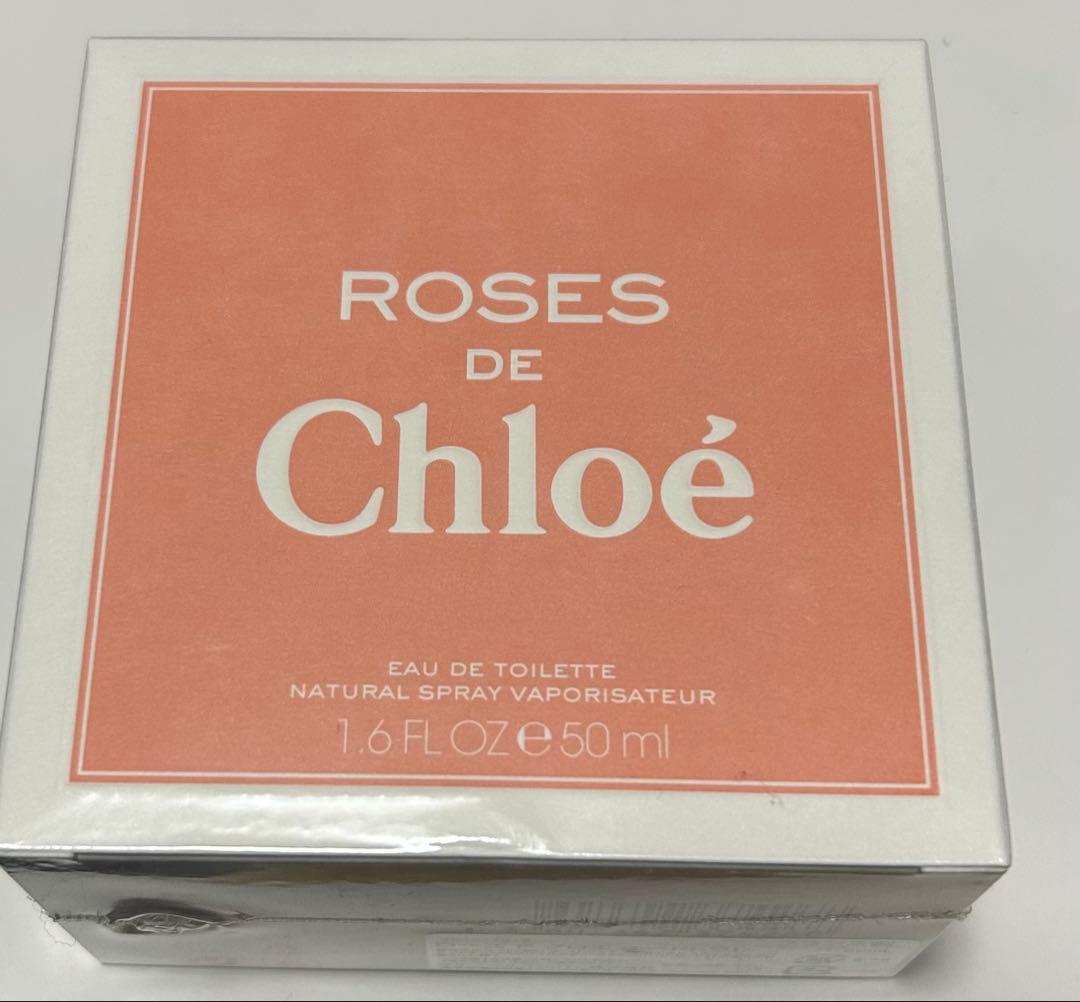 ROSES
DE
Chloé
EAU DE TOILETTE
NATURAL SPRAY VAPORISATEUR
1.6 FL OZ e 50 ml